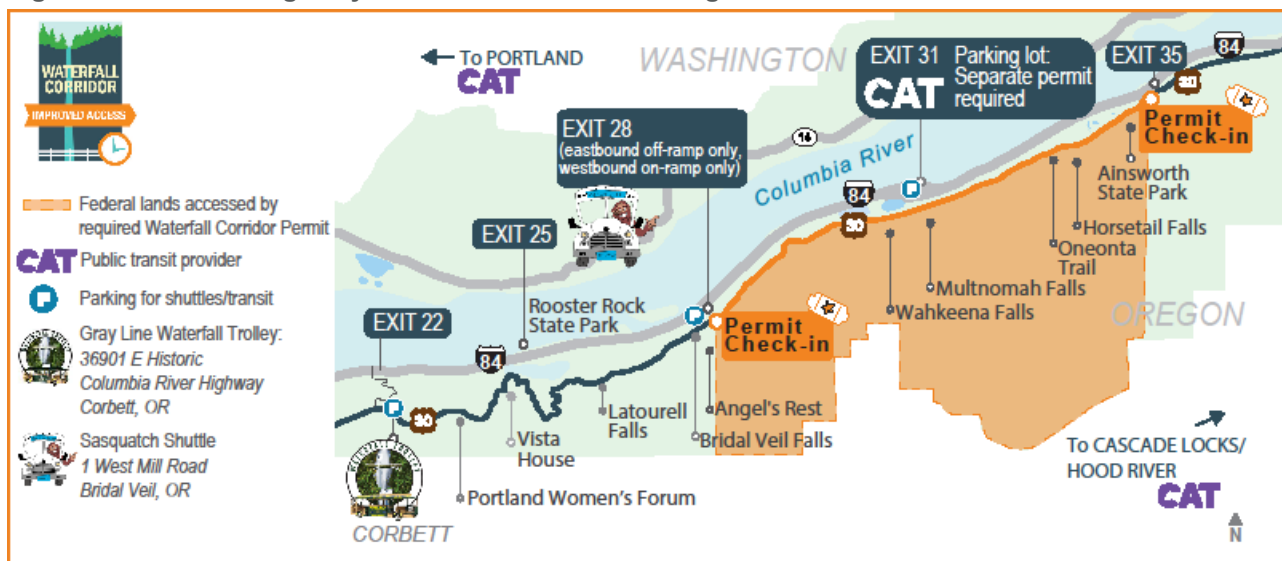 WATERFALL
CORRIDOR
IMPROVED ACCESS
Federal lands accessed by
required Waterfall Corridor Permit
CAT Public transit provider
P Parking for shuttles/transit
Gray Line Waterfall Trolley:
36901 E Historic
Columbia River Highway
Corbett, OR
Sasquatch Shuttle
1 West Mill Road
Bridal Veil, OR
To PORTLAND
CAT
WASHINGTON
EXIT 31
CAT
Parking lot:
Separate permit
required
EXIT 35
84
30
Permit
Check-in
EXIT 28
(eastbound off-ramp only,
westbound on-ramp only)
14
Columbia River
84
P
30
Ainsworth
State Park
Horsetail Falls
Oneonta
Trail
Multnomah Falls
Wahkeena Falls
OREGON
EXIT 25
Rooster Rock
State Park
P
Permit
Check-in
EXIT 22
84
P
30
Latourell
Falls
Angel's Rest
Bridal Veil Falls
Vista
House
Portland Women's Forum
CORBETT
To CASCADE LOCKS/
HOOD RIVER
CAT
N